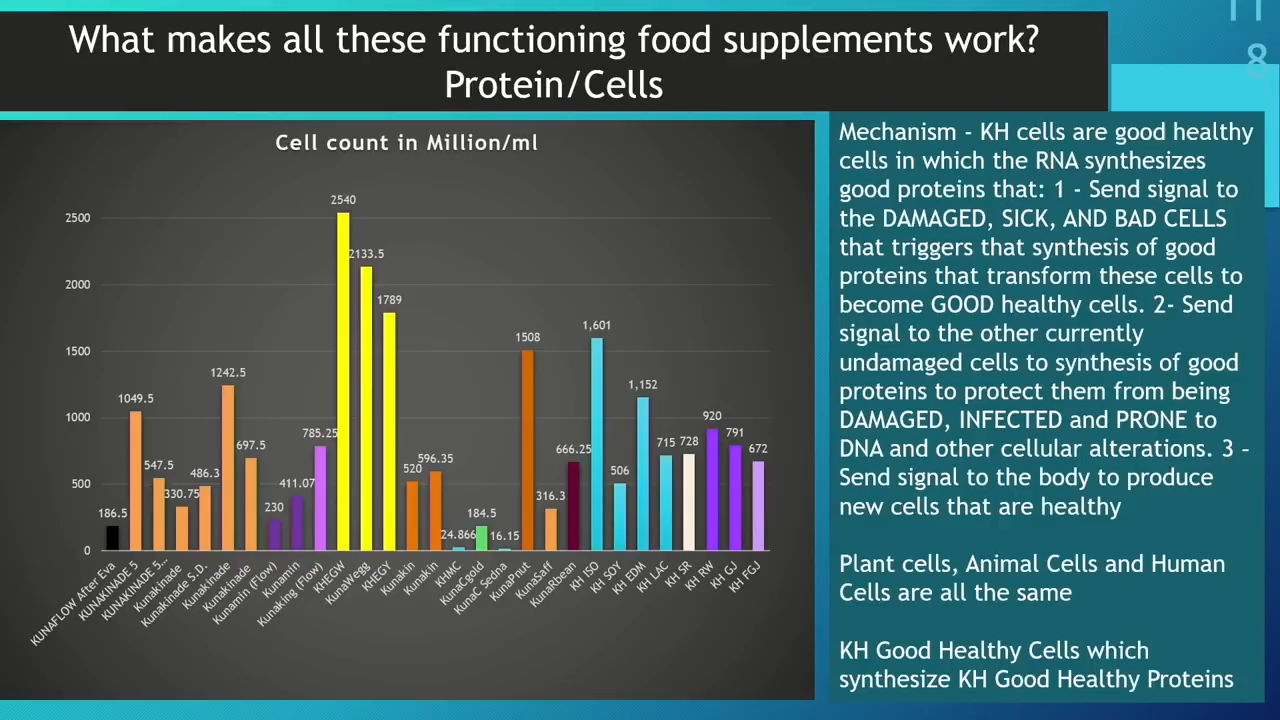 What makes all these functioning food supplements work?
Protein/Cells
11
8
Cell count in Million/ml
2500
2000
1500
1000
500
0
186.5
1049.5
547.5
330.75
486.3
1242.5
697.5
230
411.07
785.25
2540
2133.5
1789
520
596.35
24.866
184.5
16.15
1508
316.3
666.25
1,601
506
1,152
715
728
920
791
672
KUNAFLOW After Eva
KUNAKINADE 5
KUNAKINADE 5...
Kunakinade
Kunakinade S.D.
Kunakinade
Kunakinade
Kunamin (Flow)
Kunamin
Kunaking (Flow)
KHEGW
KunaWegg
KHEGY
Kunakin
Kunakin
KHMC
KunaCgold
KunaC Sedna
KunaPnut
KunaSaff
KunaRbean
KH ISO
KH SOY
KH EDM
KH LAC
KH SR
KH RW
KH GJ
KH FGJ
Mechanism - KH cells are good healthy
cells in which the RNA synthesizes
good proteins that: 1 - Send signal to
the DAMAGED, SICK, AND BAD CELLS
that triggers that synthesis of good
proteins that transform these cells to
become GOOD healthy cells. 2- Send
signal to the other currently
undamaged cells to synthesis of good
proteins to protect them from being
DAMAGED, INFECTED and PRONE to
DNA and other cellular alterations. 3 –
Send signal to the body to produce
new cells that are healthy
Plant cells, Animal Cells and Human
Cells are all the same
KH Good Healthy Cells which
synthesize KH Good Healthy Proteins